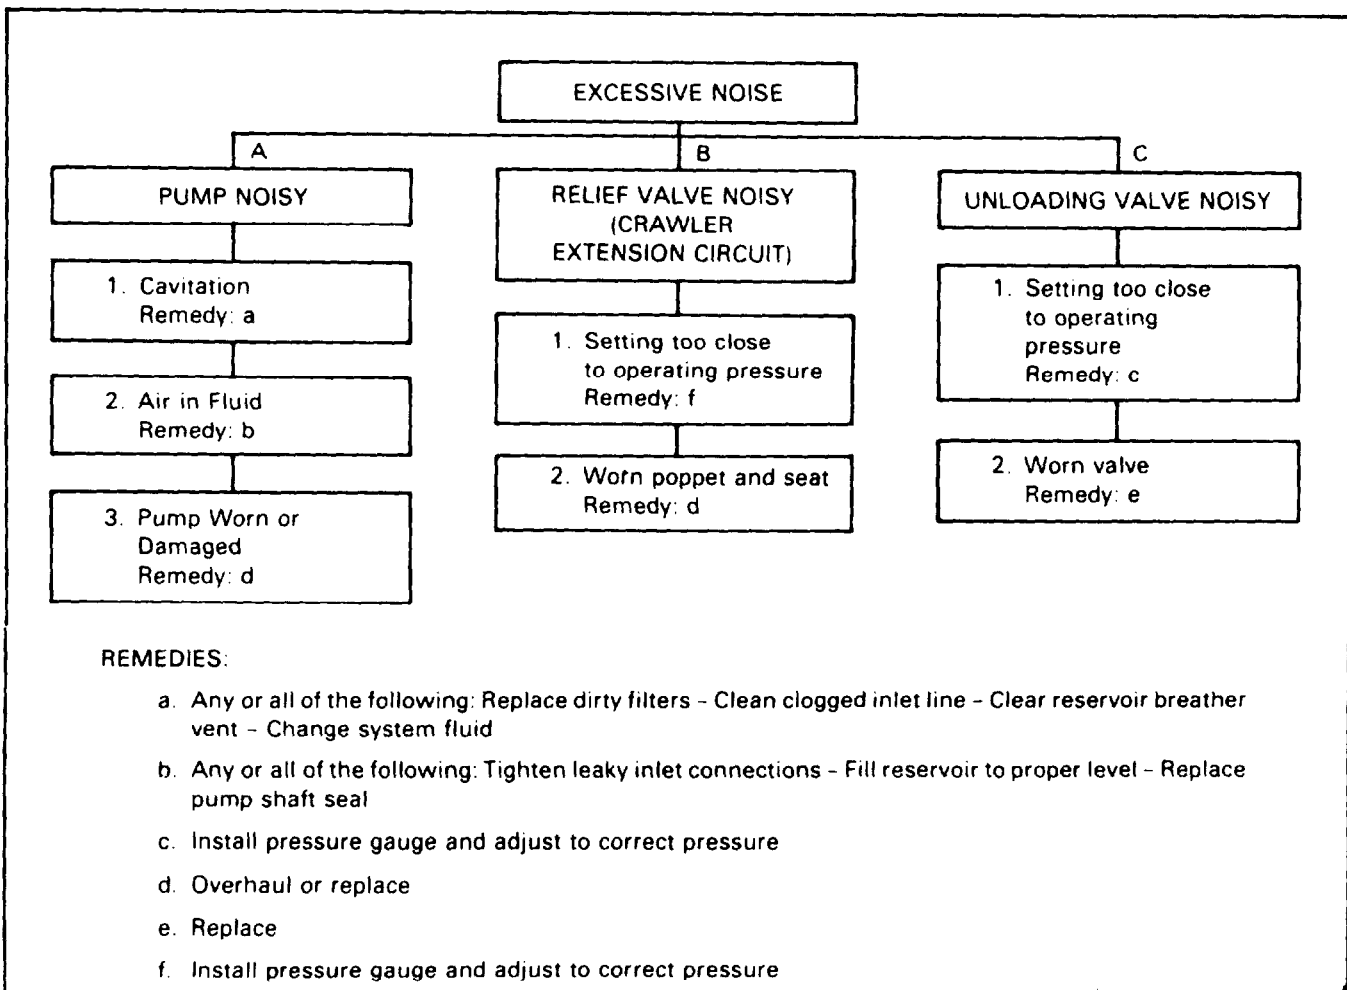 EXCESSIVE NOISE
A
PUMP NOISY
1. Cavitation
Remedy: a
2. Air in Fluid
Remedy: b
3. Pump Worn or
Damaged
Remedy: d
B
RELIEF VALVE NOISY
(CRAWLER
EXTENSION CIRCUIT)
1. Setting too close
to operating pressure
Remedy: f
2. Worn poppet and seat
Remedy: d
C
UNLOADING VALVE NOISY
1. Setting too close
to operating
pressure
Remedy: c
2. Worn valve
Remedy: e
REMEDIES:
a. Any or all of the following: Replace dirty filters – Clean clogged inlet line – Clear reservoir breather
vent – Change system fluid
b. Any or all of the following: Tighten leaky inlet connections – Fill reservoir to proper level – Replace
pump shaft seal
c. Install pressure gauge and adjust to correct pressure
d. Overhaul or replace
e. Replace
f. Install pressure gauge and adjust to correct pressure